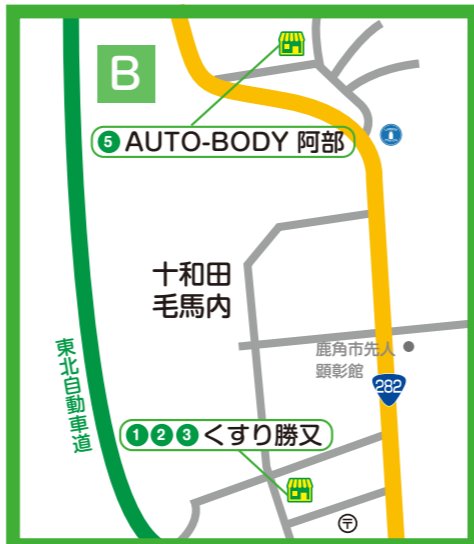 B
5 AUTO-BODY 阿部
十和田
毛馬内
鹿角市先人
顕彰館
282
東北自動車道
1 2 3 くすり勝又
〒